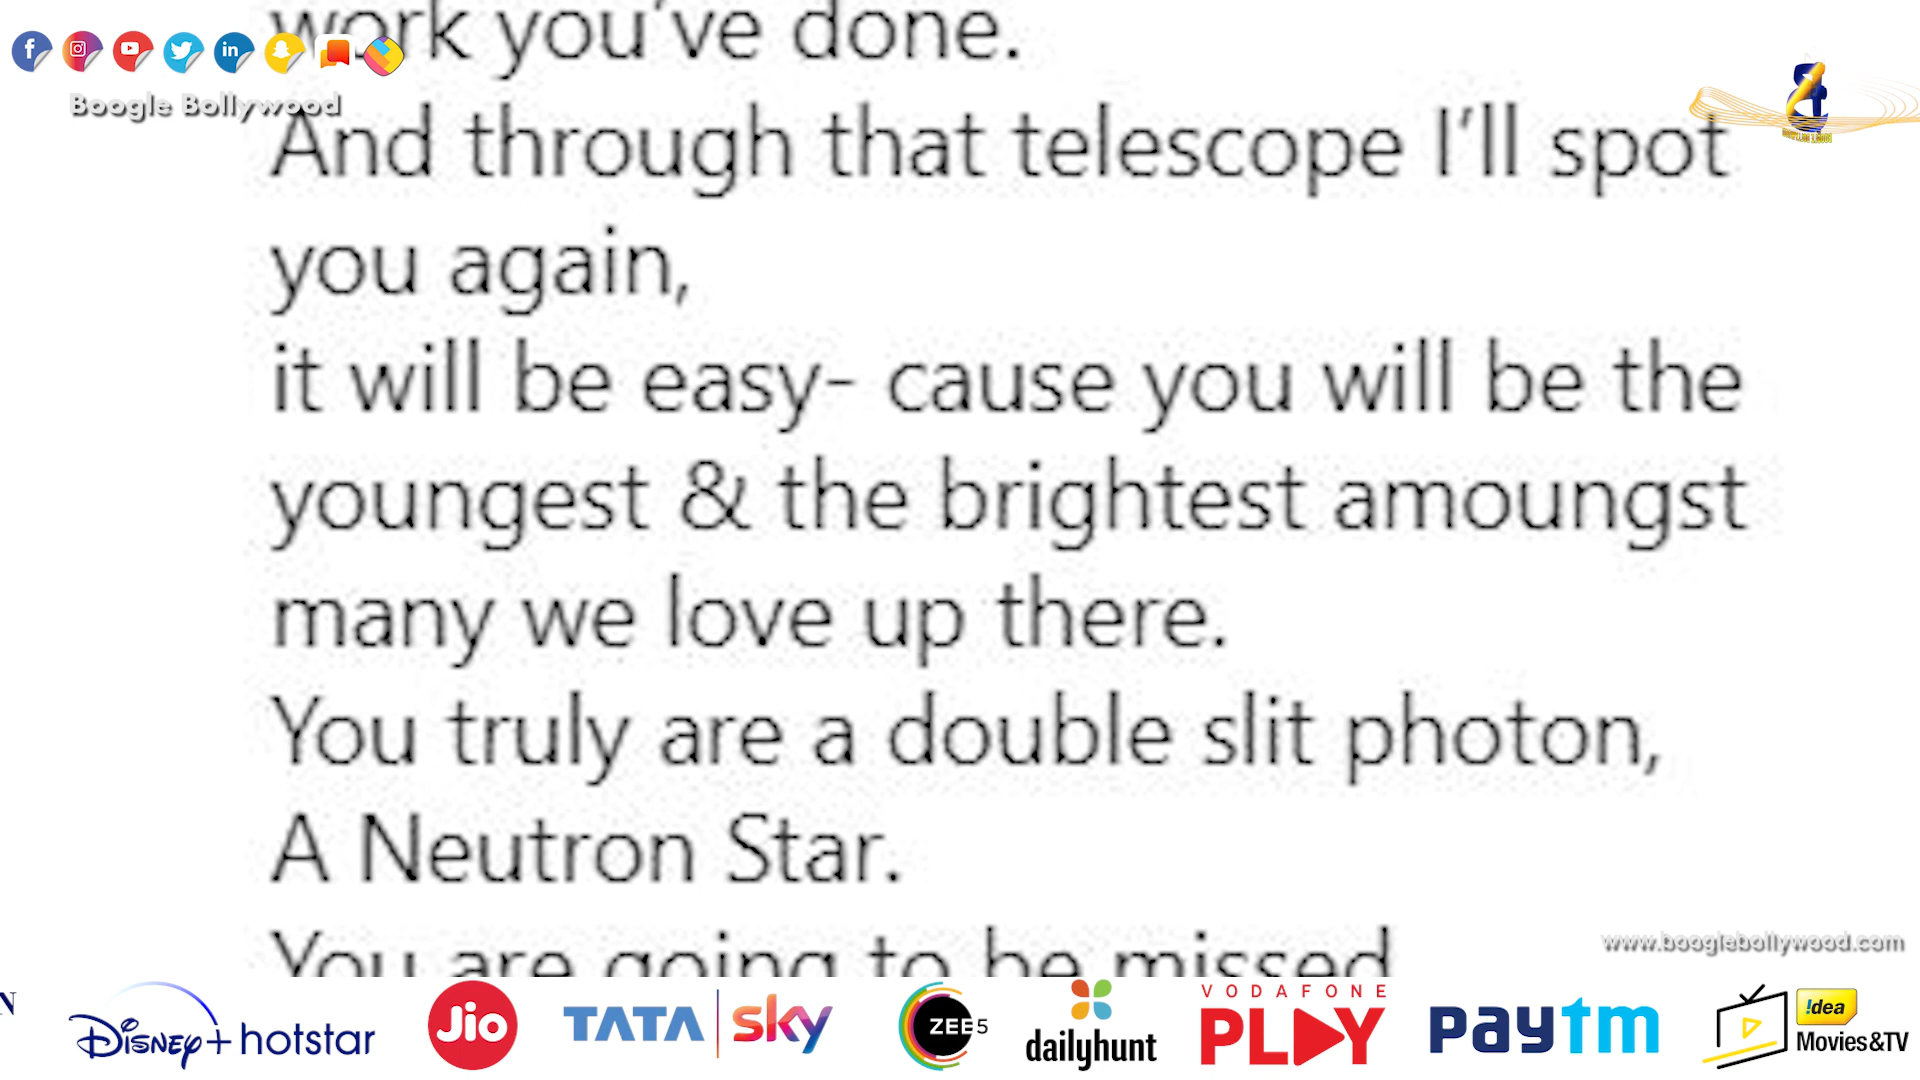 work you've done.
Boogle Bollywood
And through that telescope I'll spot
you again,
it will be easy- cause you will be the
youngest & the brightest amoungst
many we love up there.
You truly are a double slit photon,
A Neutron Star.
You are going to be missed
www.booglebollywood.com
N
Disney+ hotstar
Jio
TATA sky
ZEE5
dailyhunt
VODAFONE
PLAY
paytm
!dea
Movies&TV